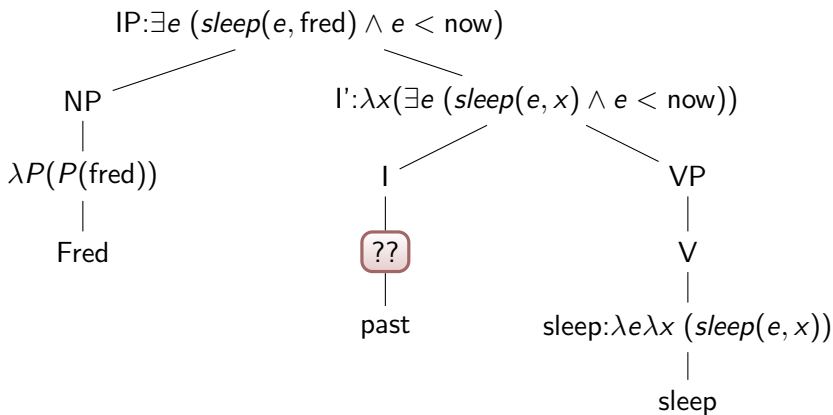 IP:∃e (sleep(e, fred) ∧ e < now)
NP I':λx(∃e (sleep(e, x) ∧ e < now))
λP(P(fred)) I VP
Fred ?? V
past sleep:λeλx (sleep(e, x))
sleep